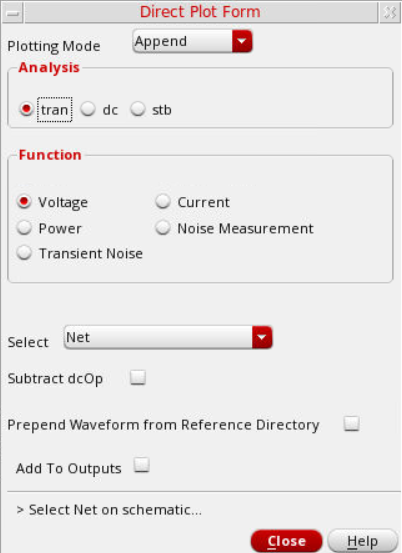 Direct Plot Form
Plotting Mode Append
Analysis
tran dc stb
Function
Voltage Current
Power Noise Measurement
Transient Noise
Select Net
Subtract dcOp
Prepend Waveform from Reference Directory
Add To Outputs
> Select Net on schematic...
Close Help